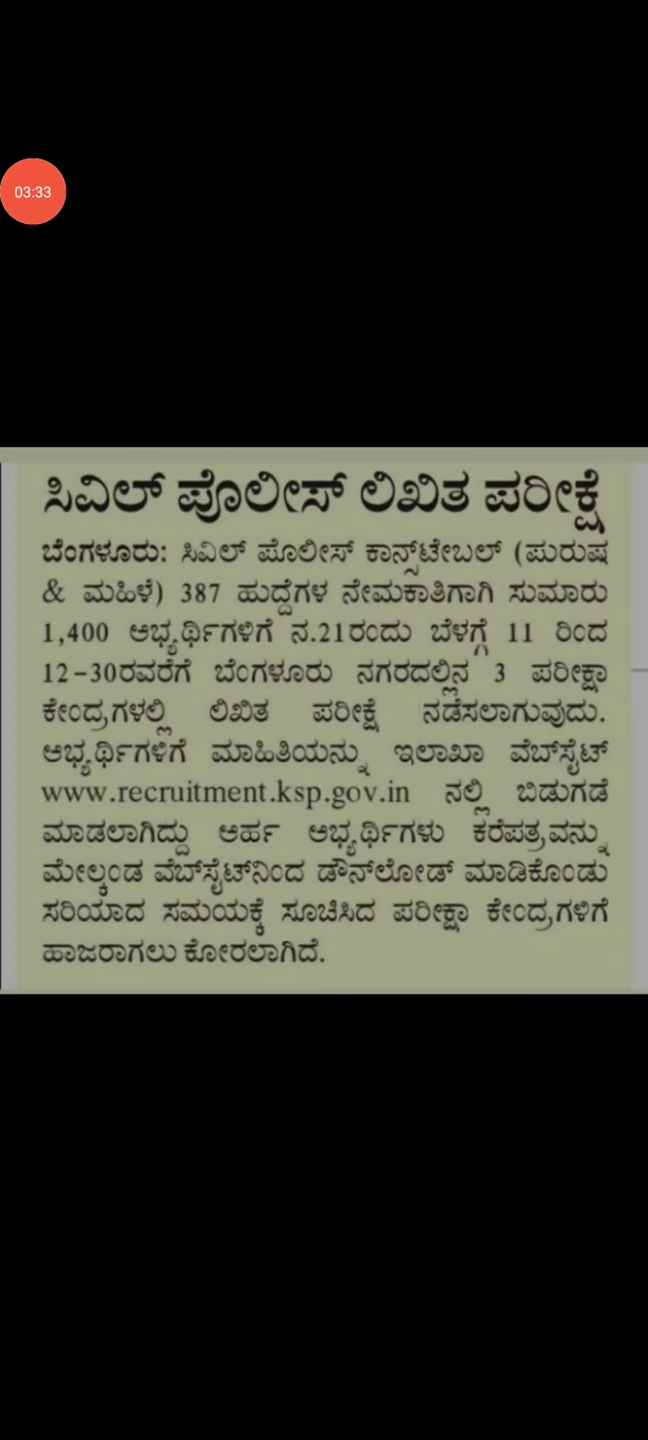 03:33
ಸಿವಿಲ್ ಪೊಲೀಸ್ ಲಿಖಿತ ಪರೀಕ್ಷೆ
ಬೆಂಗಳೂರು: ಸಿವಿಲ್ ಪೊಲೀಸ್ ಕಾನ್ಸ್‌ಟೇಬಲ್ (ಪುರುಷ
& ಮಹಿಳೆ) 387 ಹುದ್ದೆಗಳ ನೇಮಕಾತಿಗಾಗಿ ಸುಮಾರು
1,400 ಅಭ್ಯರ್ಥಿಗಳಿಗೆ ನ.21ರಂದು ಬೆಳಗ್ಗೆ 11 ರಿಂದ
12-30ರವರೆಗೆ ಬೆಂಗಳೂರು ನಗರದಲ್ಲಿನ 3 ಪರೀಕ್ಷಾ
ಕೇಂದ್ರಗಳಲ್ಲಿ ಲಿಖಿತ ಪರೀಕ್ಷೆ ನಡೆಸಲಾಗುವುದು.
ಅಭ್ಯರ್ಥಿಗಳಿಗೆ ಮಾಹಿತಿಯನ್ನು ಇಲಾಖಾ ವೆಬ್‌ಸೈಟ್
www.recruitment.ksp.gov.in ನಲ್ಲಿ ಬಿಡುಗಡೆ
ಮಾಡಲಾಗಿದ್ದು ಅರ್ಹ ಅಭ್ಯರ್ಥಿಗಳು ಕರೆಪತ್ರವನ್ನು
ಮೇಲ್ಕಂಡ ವೆಬ್‌ಸೈಟ್‌ನಿಂದ ಡೌನ್‌ಲೋಡ್ ಮಾಡಿಕೊಂಡು
ಸರಿಯಾದ ಸಮಯಕ್ಕೆ ಸೂಚಿಸಿದ ಪರೀಕ್ಷಾ ಕೇಂದ್ರಗಳಿಗೆ
ಹಾಜರಾಗಲು ಕೋರಲಾಗಿದೆ.